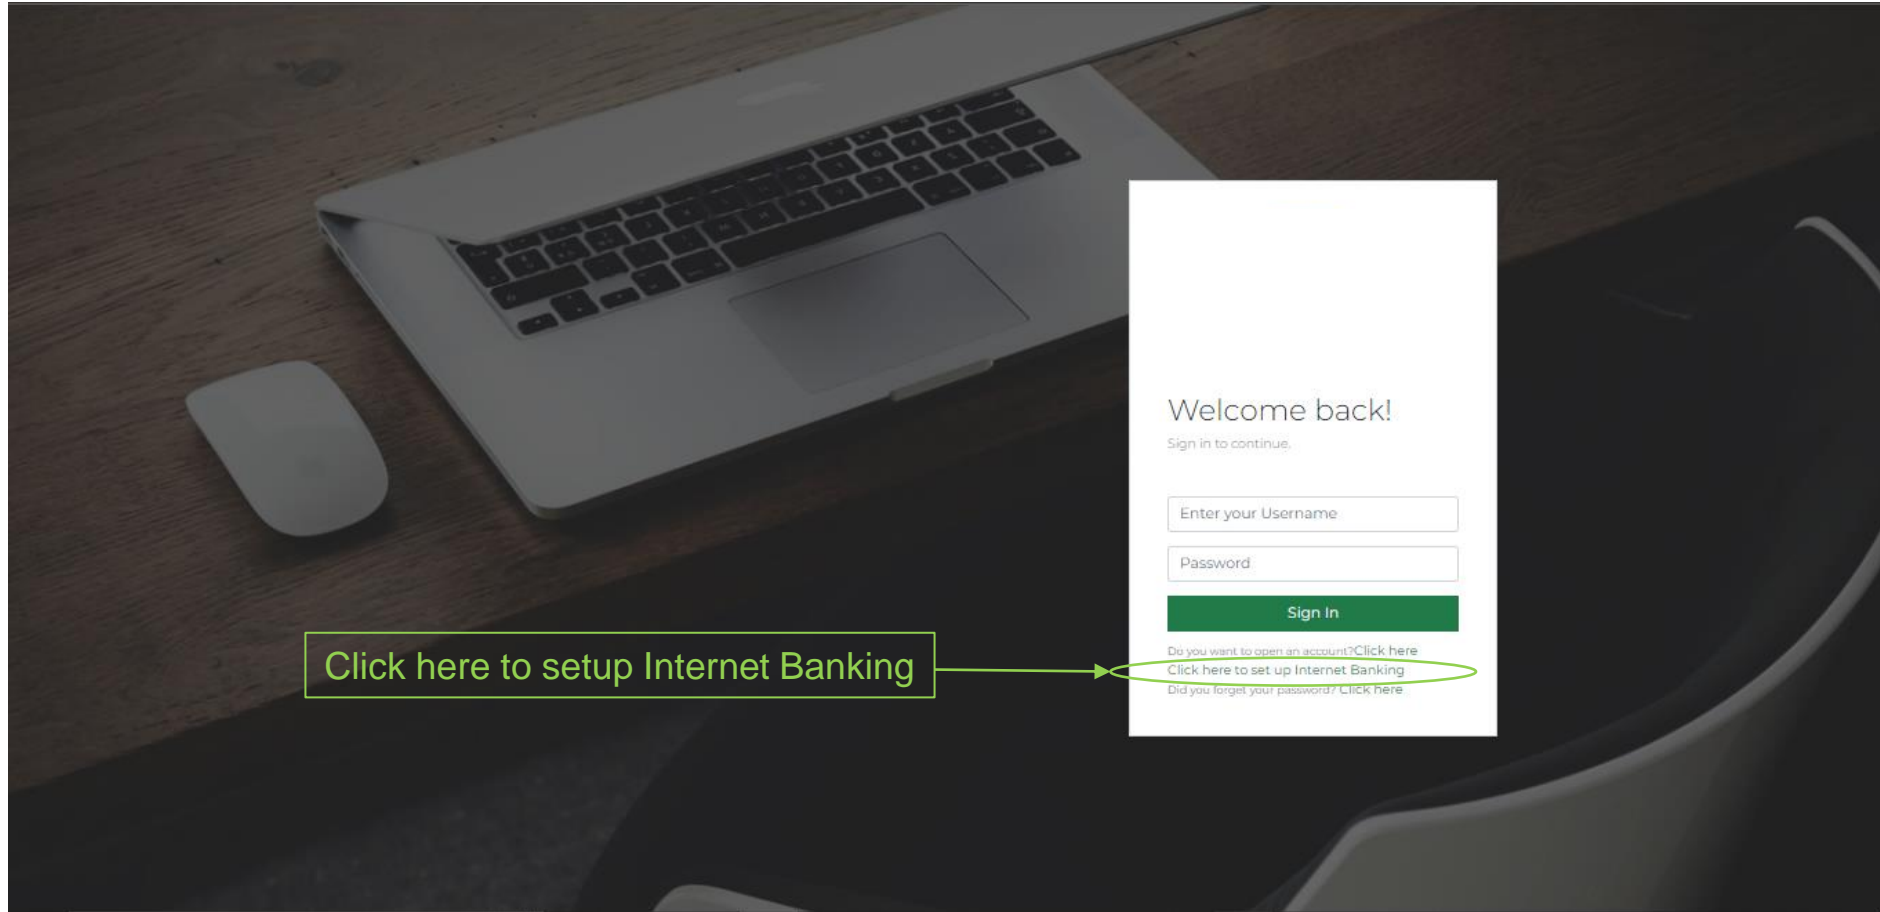 Welcome back!
Sign in to continue.
Enter your Username
Password
Sign In
Click here to setup Internet Banking
Do you want to open an account?Click here
Click here to set up Internet Banking
Did you forget your password? Click here